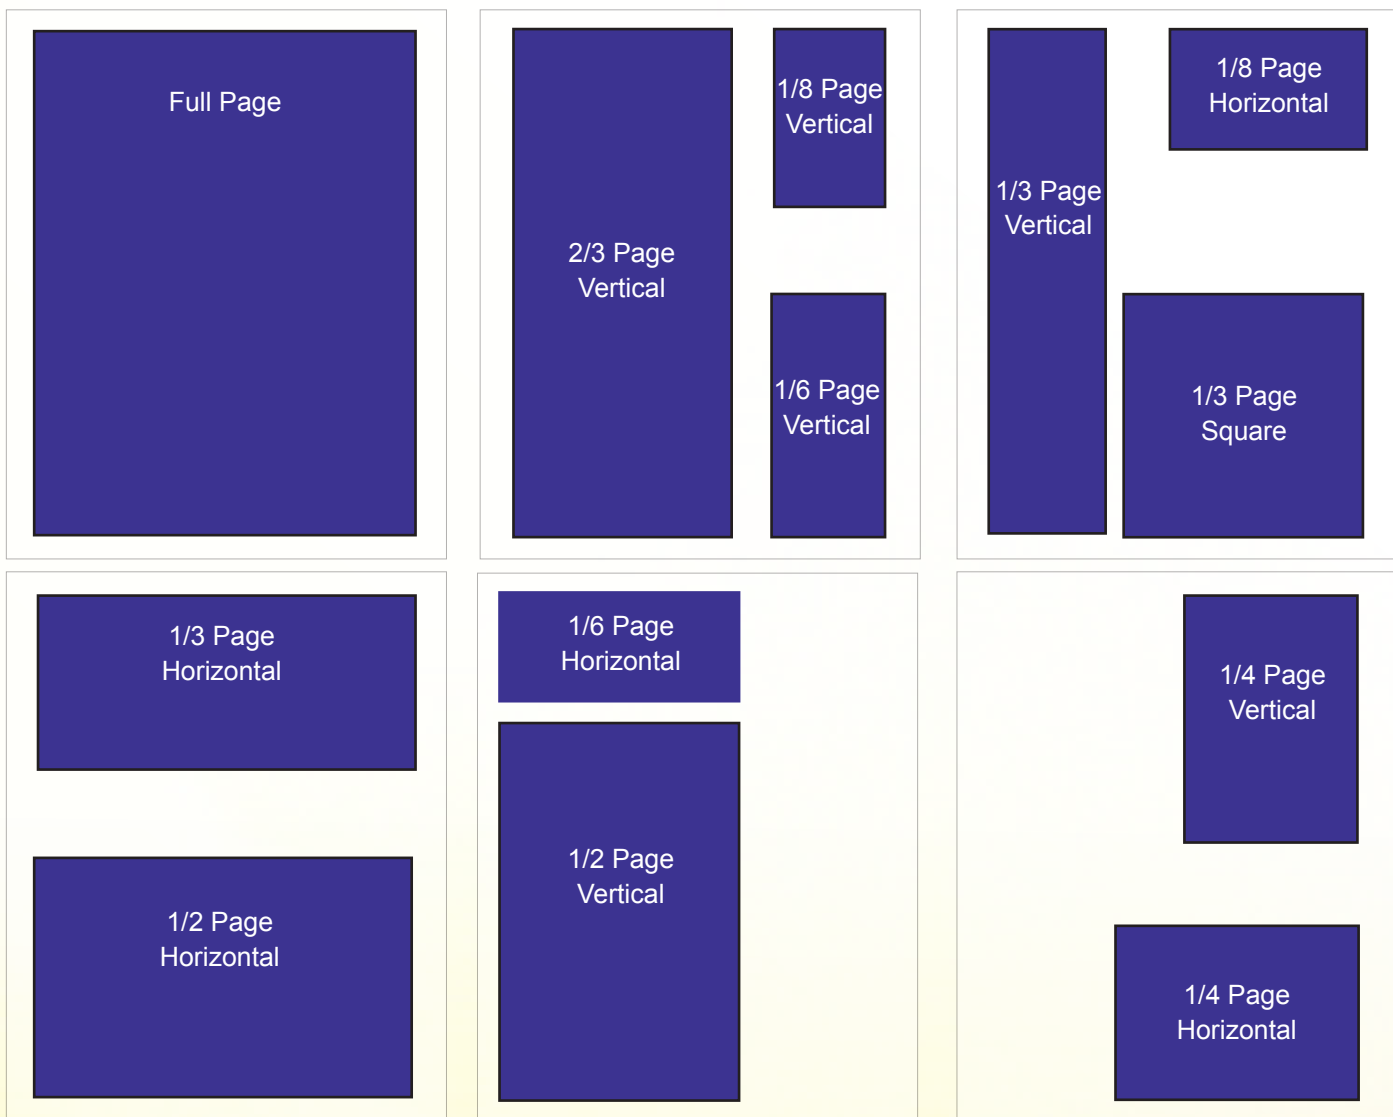 Full Page
2/3 Page
Vertical
1/8 Page
Vertical
1/6 Page
Vertical
1/3 Page
Vertical
1/8 Page
Horizontal
1/3 Page
Square
1/3 Page
Horizontal
1/2 Page
Horizontal
1/6 Page
Horizontal
1/2 Page
Vertical
1/4 Page
Vertical
1/4 Page
Horizontal